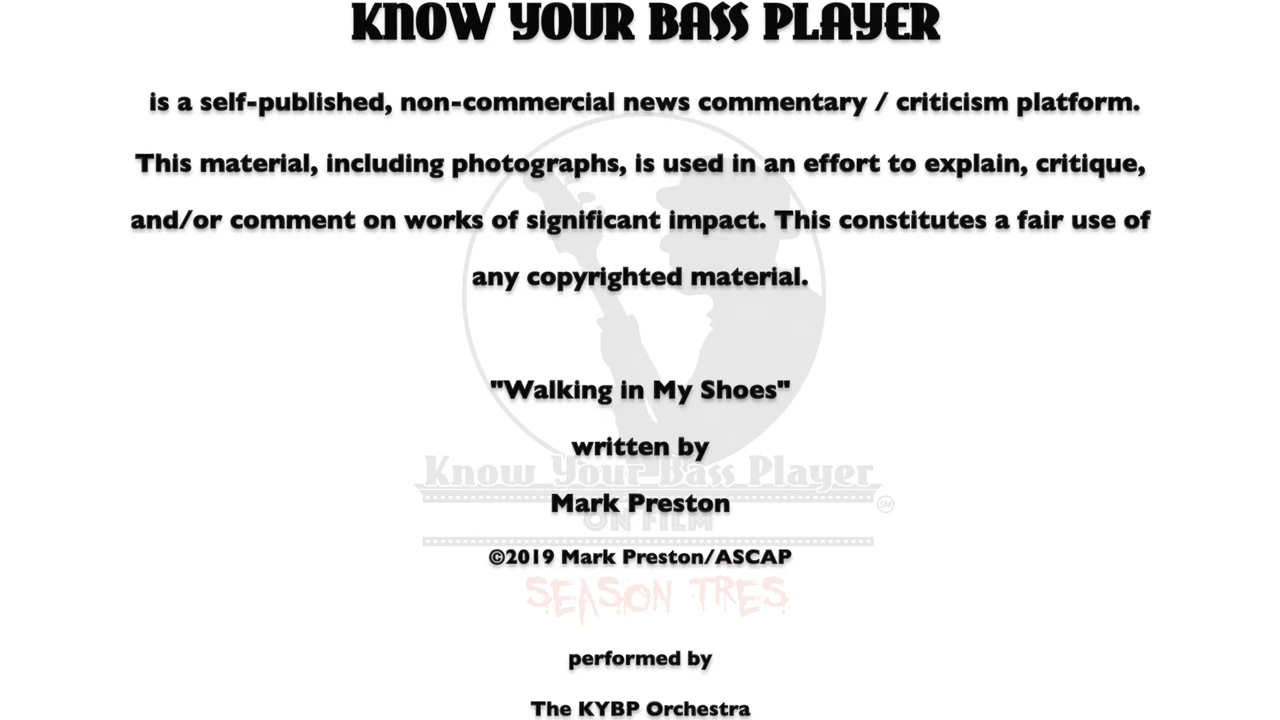 KNOW YOUR BASS PLAYER
is a self-published, non-commercial news commentary / criticism platform.
This material, including photographs, is used in an effort to explain, critique,
and/or comment on works of significant impact. This constitutes a fair use of
any copyrighted material.
"Walking in My Shoes"
written by
Know Your Bass Player
SM
Mark Preston
ON FILM
©2019 Mark Preston/ASCAP
SEASON TRES
performed by
The KYBP Orchestra